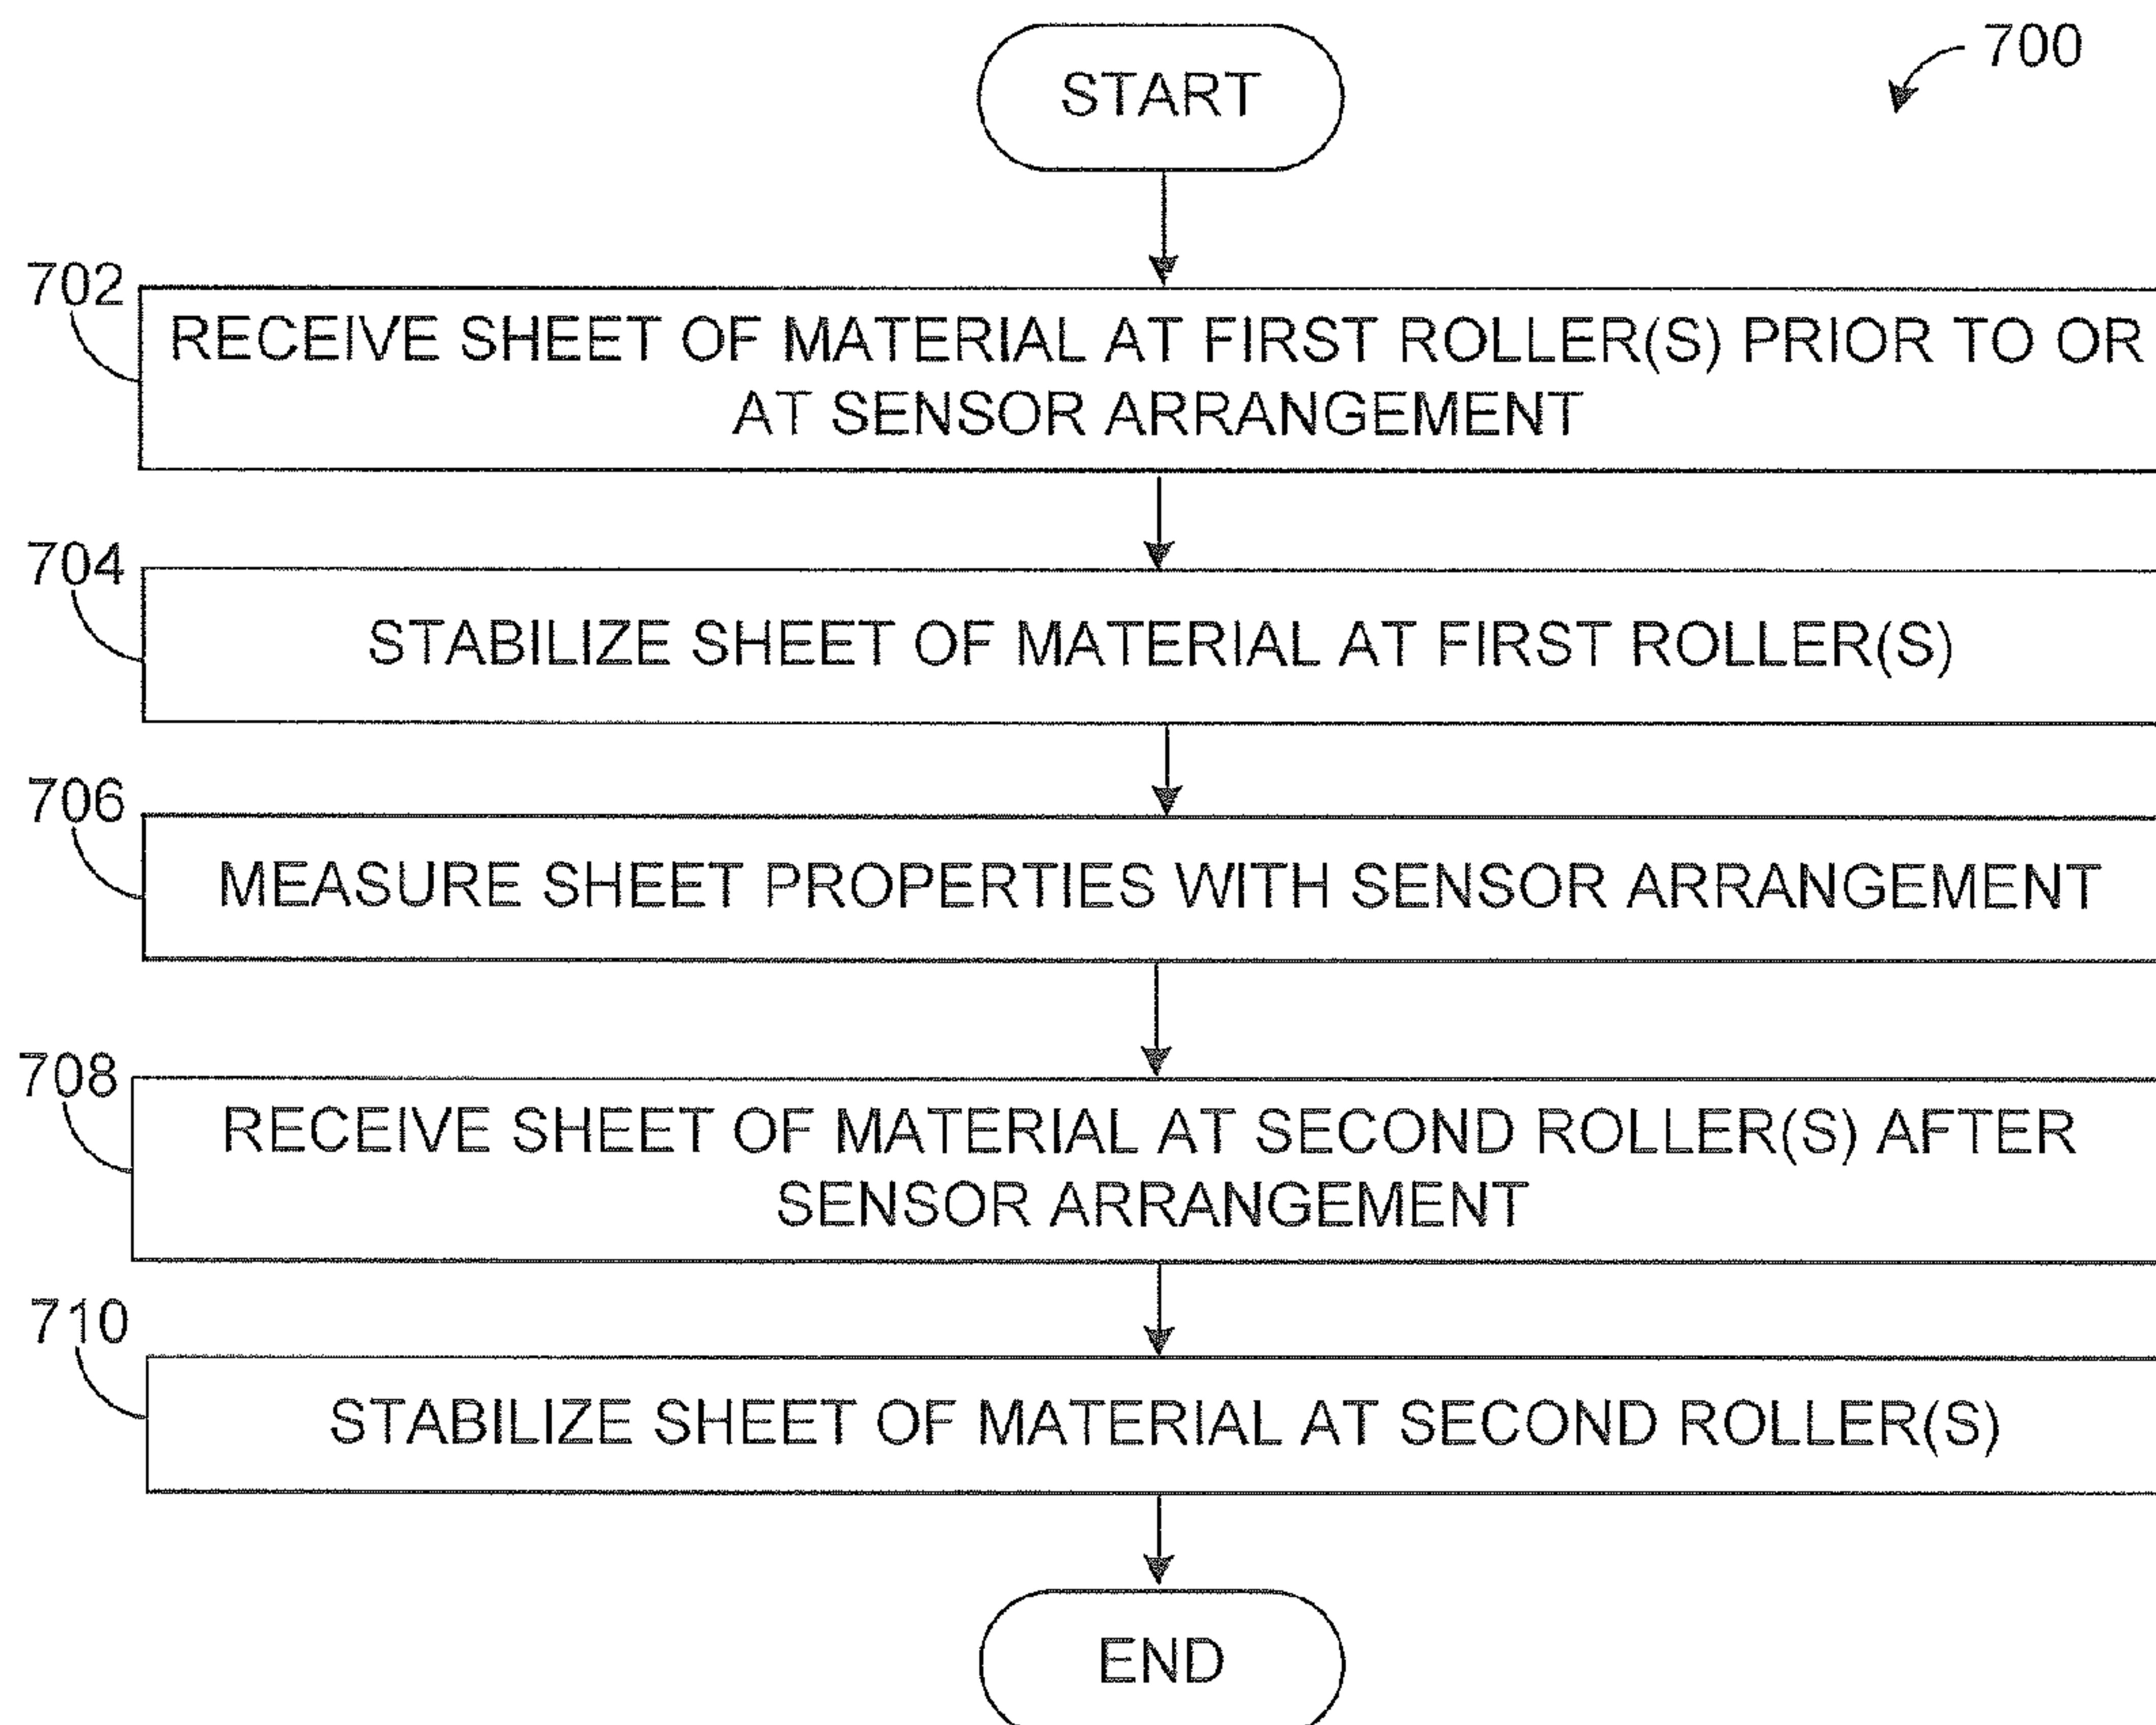 START
700
702
RECEIVE SHEET OF MATERIAL AT FIRST ROLLER(S) PRIOR TO OR
AT SENSOR ARRANGEMENT
704
STABILIZE SHEET OF MATERIAL AT FIRST ROLLER(S)
706
MEASURE SHEET PROPERTIES WITH SENSOR ARRANGEMENT
708
RECEIVE SHEET OF MATERIAL AT SECOND ROLLER(S) AFTER
SENSOR ARRANGEMENT
710
STABILIZE SHEET OF MATERIAL AT SECOND ROLLER(S)
END